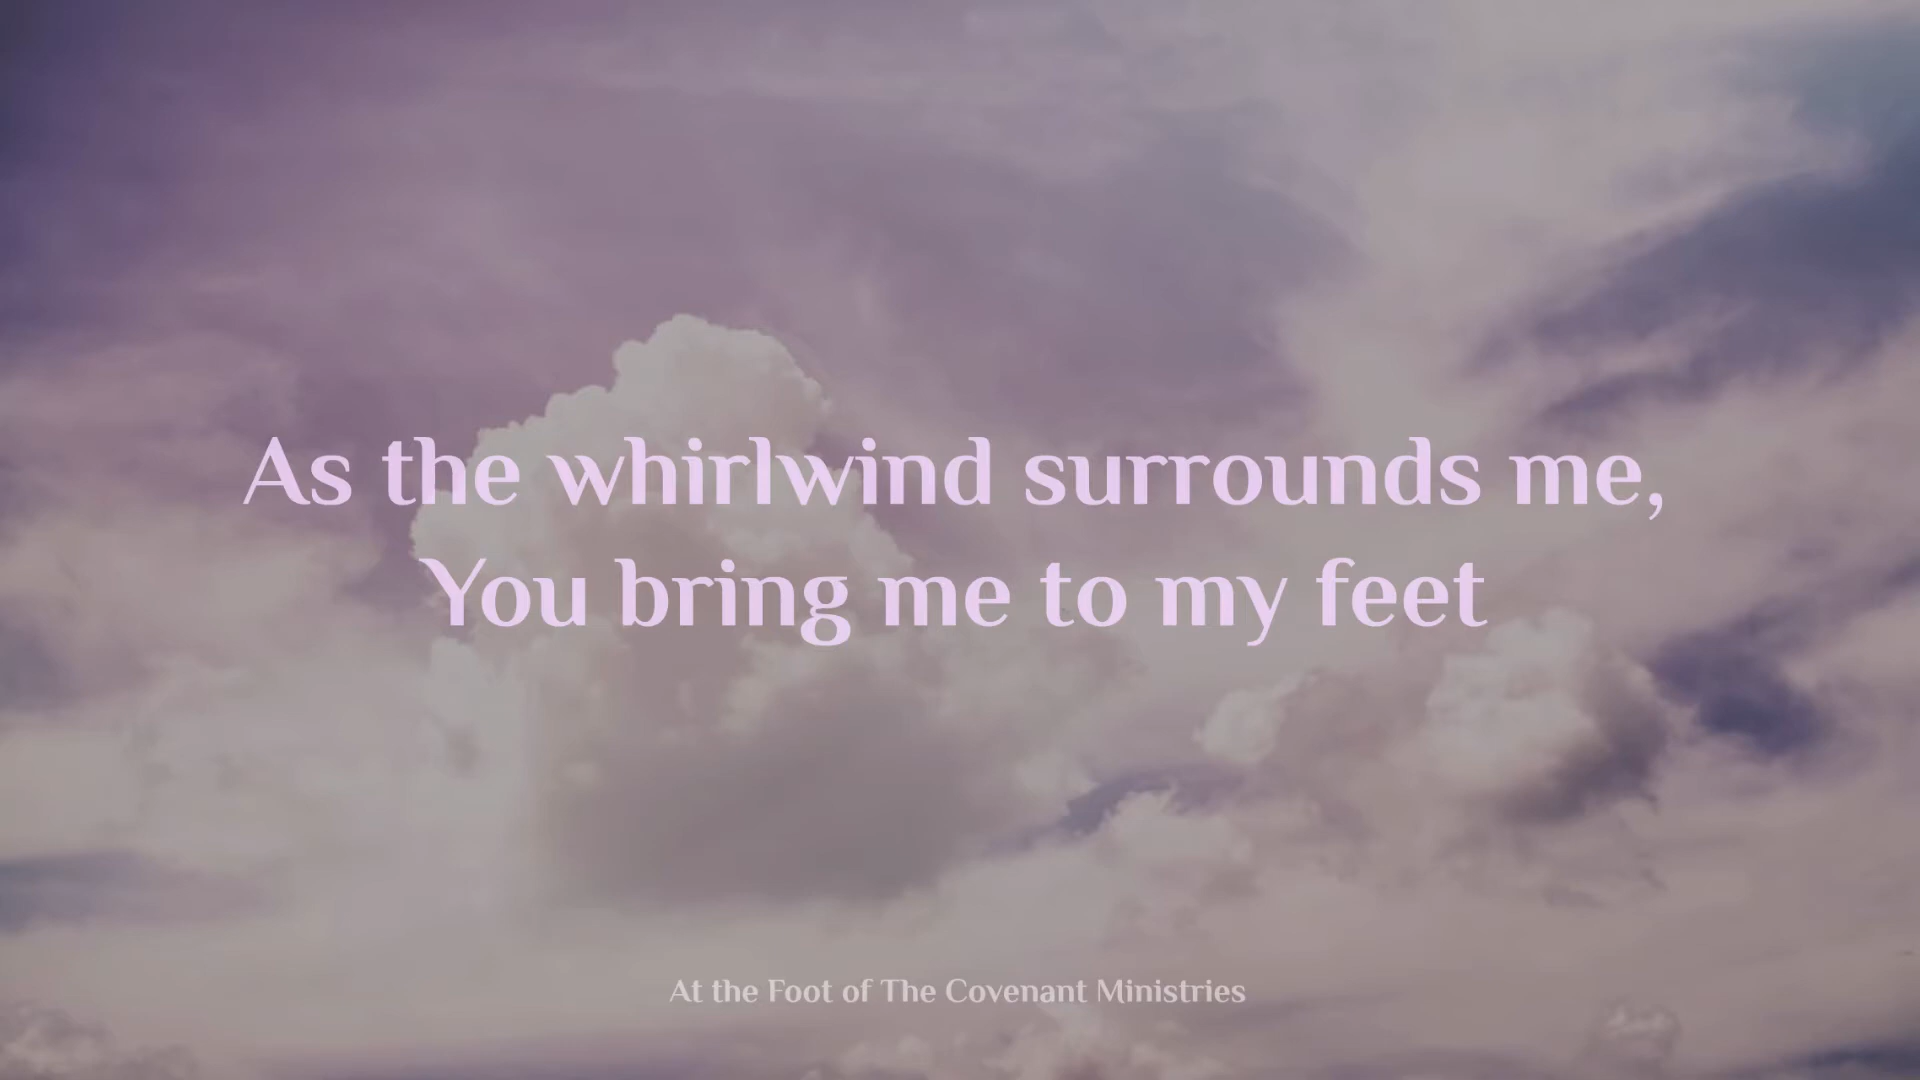 As the whirlwind surrounds me,
You bring me to my feet
At the Foot of The Covenant Ministries